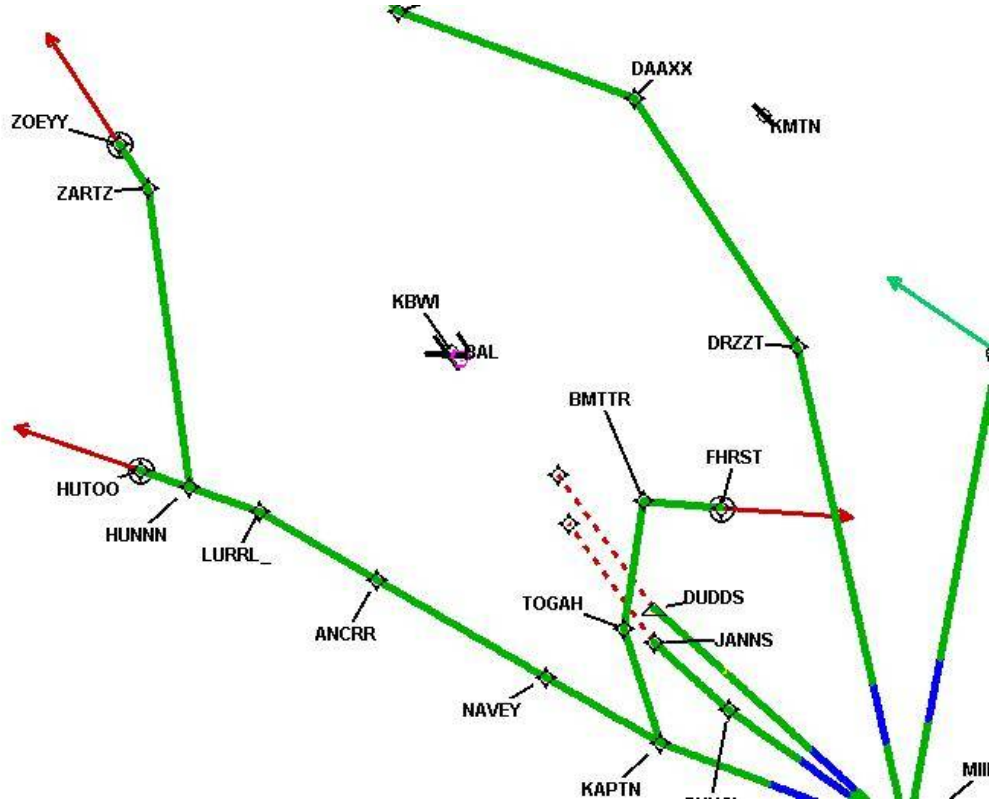 DAAXX
KMTN
ZOEYY
ZARTZ
KBWI
BAL
DRZZT
BMTTR
FHRST
HUTOO
HUNNN
LURRL_
DUDDS
TOGAH
JANNS
ANCRR
NAVEY
KAPTN